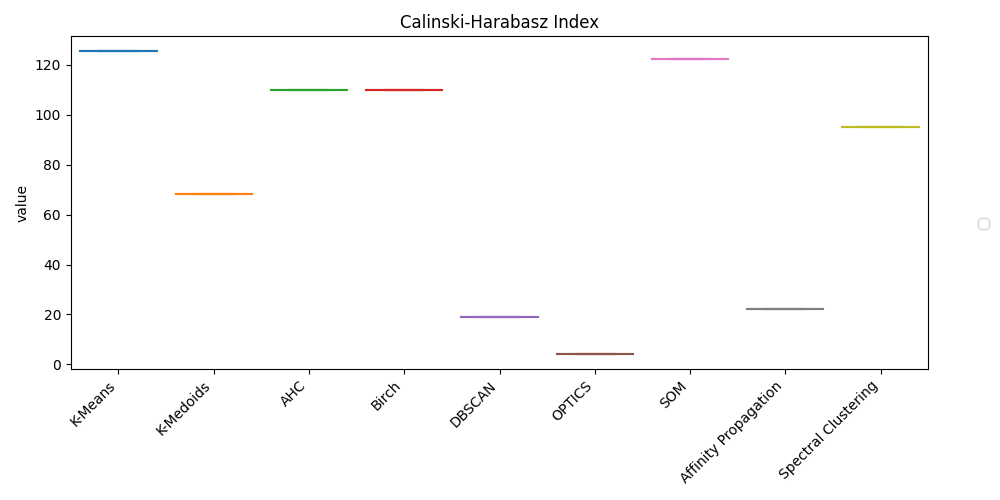 Calinski-Harabasz Index
value
120
100
80
60
40
20
0
K-Means
K-Medoids
AHC
Birch
DBSCAN
OPTICS
SOM
Affinity Propagation
Spectral Clustering